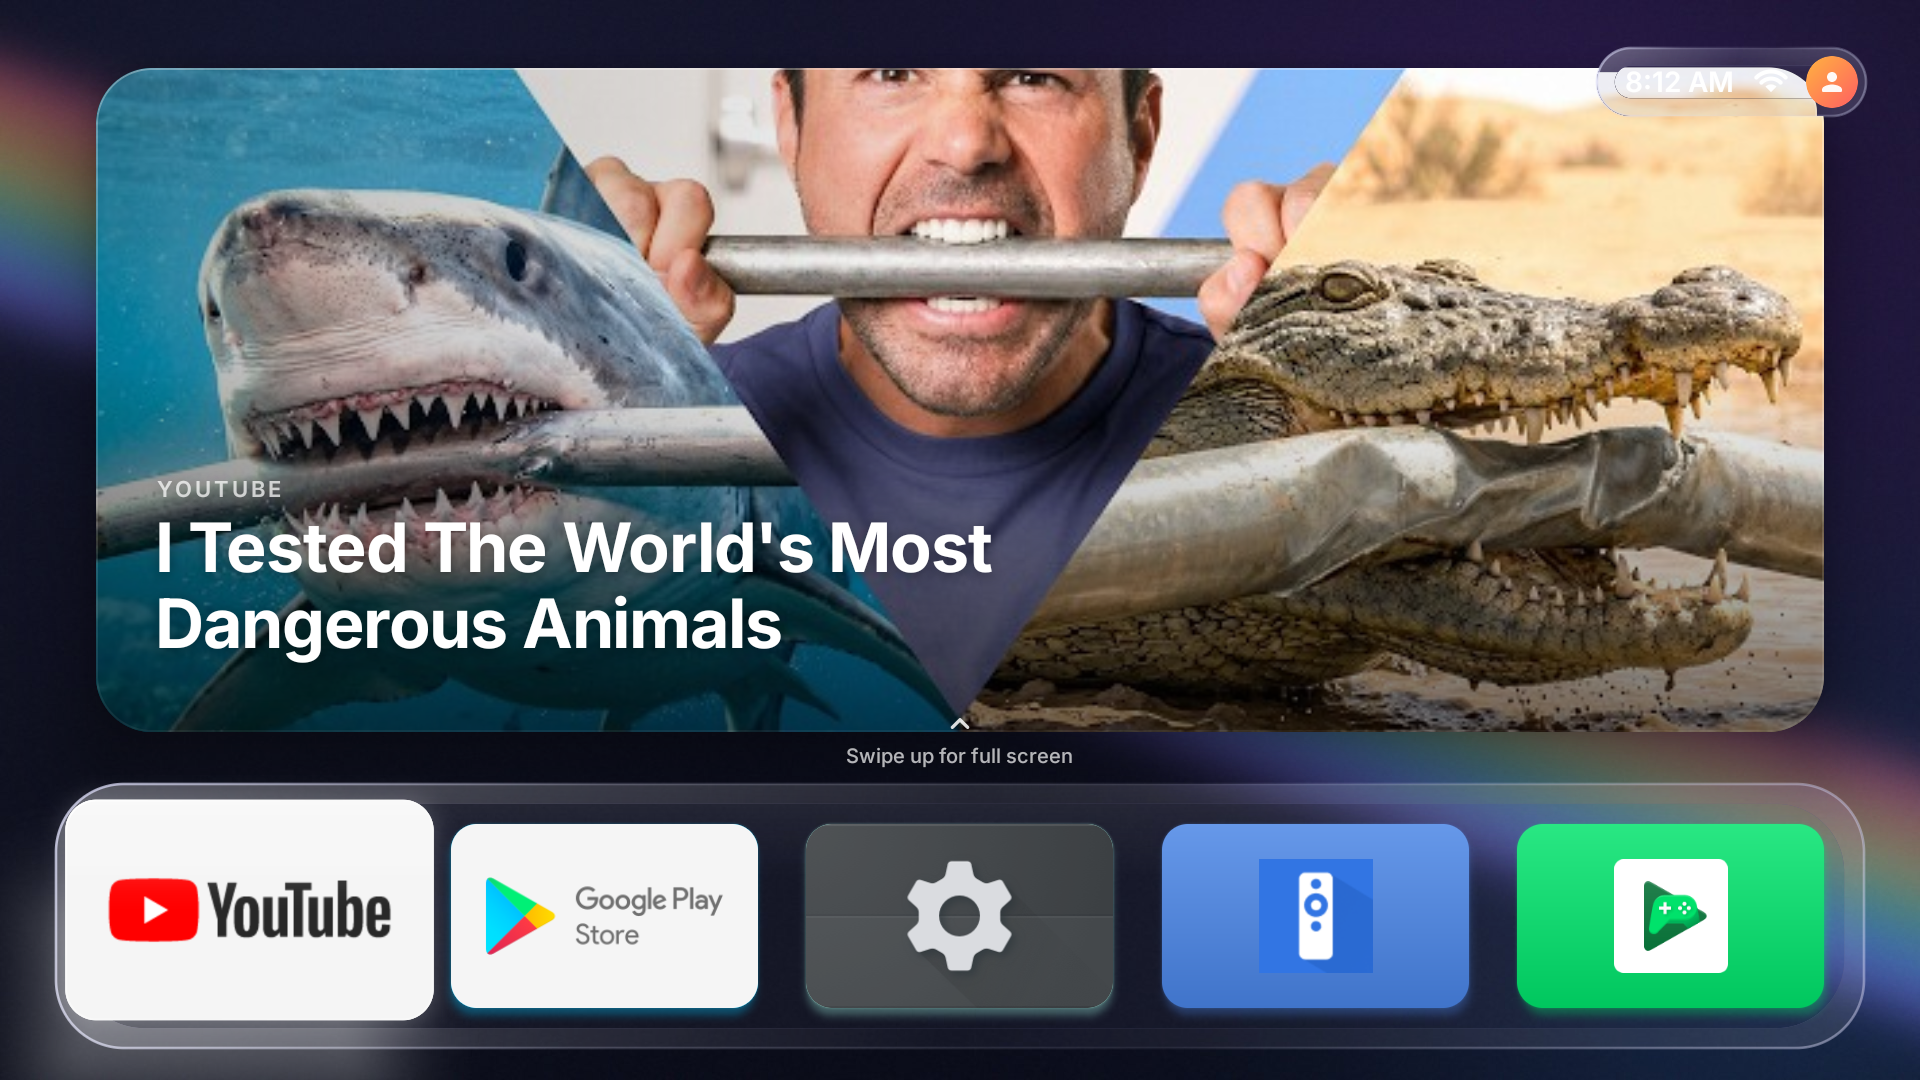 8:12 AM
YOUTUBE
I Tested The World's Most
Dangerous Animals
Swipe up for full screen
YouTube
Google Play
Store